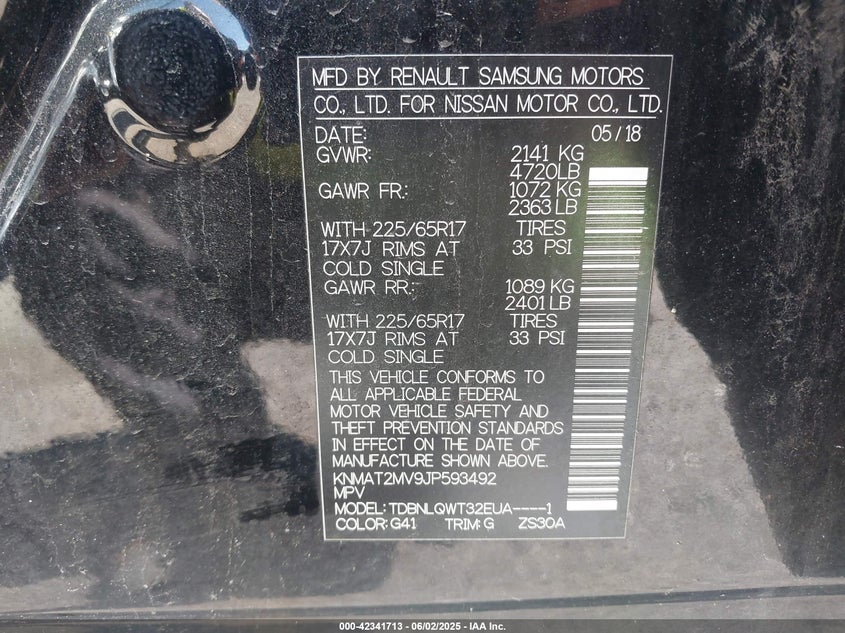 MFD BY RENAULT SAMSUNG MOTORS
CO., LTD. FOR NISSAN MOTOR CO., LTD.
DATE: 05/18
GVWR: 2141 KG
4720LB
GAWR FR.: 1072 KG
2363 LB
WITH 225/65R17 TIRES
17X7J RIMS AT 33 PSI
COLD SINGLE
GAWR RR.: 1089 KG
2401 LB
WITH 225/65R17 TIRES
17X7J RIMS AT 33 PSI
COLD SINGLE
THIS VEHICLE CONFORMS TO
ALL APPLICABLE FEDERAL
MOTOR VEHICLE SAFETY AND
THEFT PREVENTION STANDARDS
IN EFFECT ON THE DATE OF
MANUFACTURE SHOWN ABOVE.
KNMAT2MV9JP593492
MPV
MODEL: TDBNLQWT32EUA----1
COLOR: G41 TRIM: G ZS30A
000-42341713 - 06/02/2025 - IAA Inc.